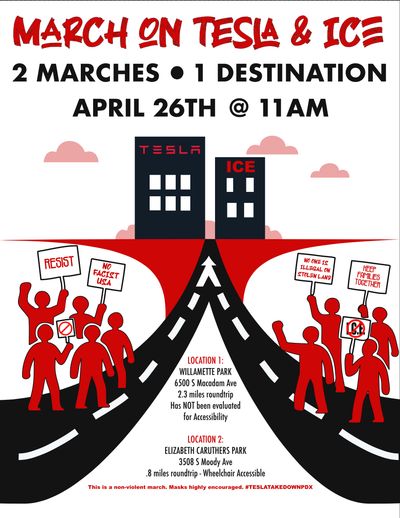 MARCH ON TESLA & ICE
2 MARCHES • 1 DESTINATION
APRIL 26TH @ 11AM
TESLA
ICE
RESIST
NO
FACIST
USA
NO ONE IS
ILLEGAL ON
STOLEN LAND
KEEP
FAMILIES
TOGETHER
I.C.E.
LOCATION 1:
WILLAMETTE PARK
6500 S Macadam Ave
2.3 miles roundtrip
Has NOT been evaluated
for Accessibility
LOCATION 2:
ELIZABETH CARUTHERS PARK
3508 S Moody Ave
.8 miles roundtrip - Wheelchair Accessible
This is a non-violent march. Masks highly encouraged. #TESLATAKEDOWNPDX